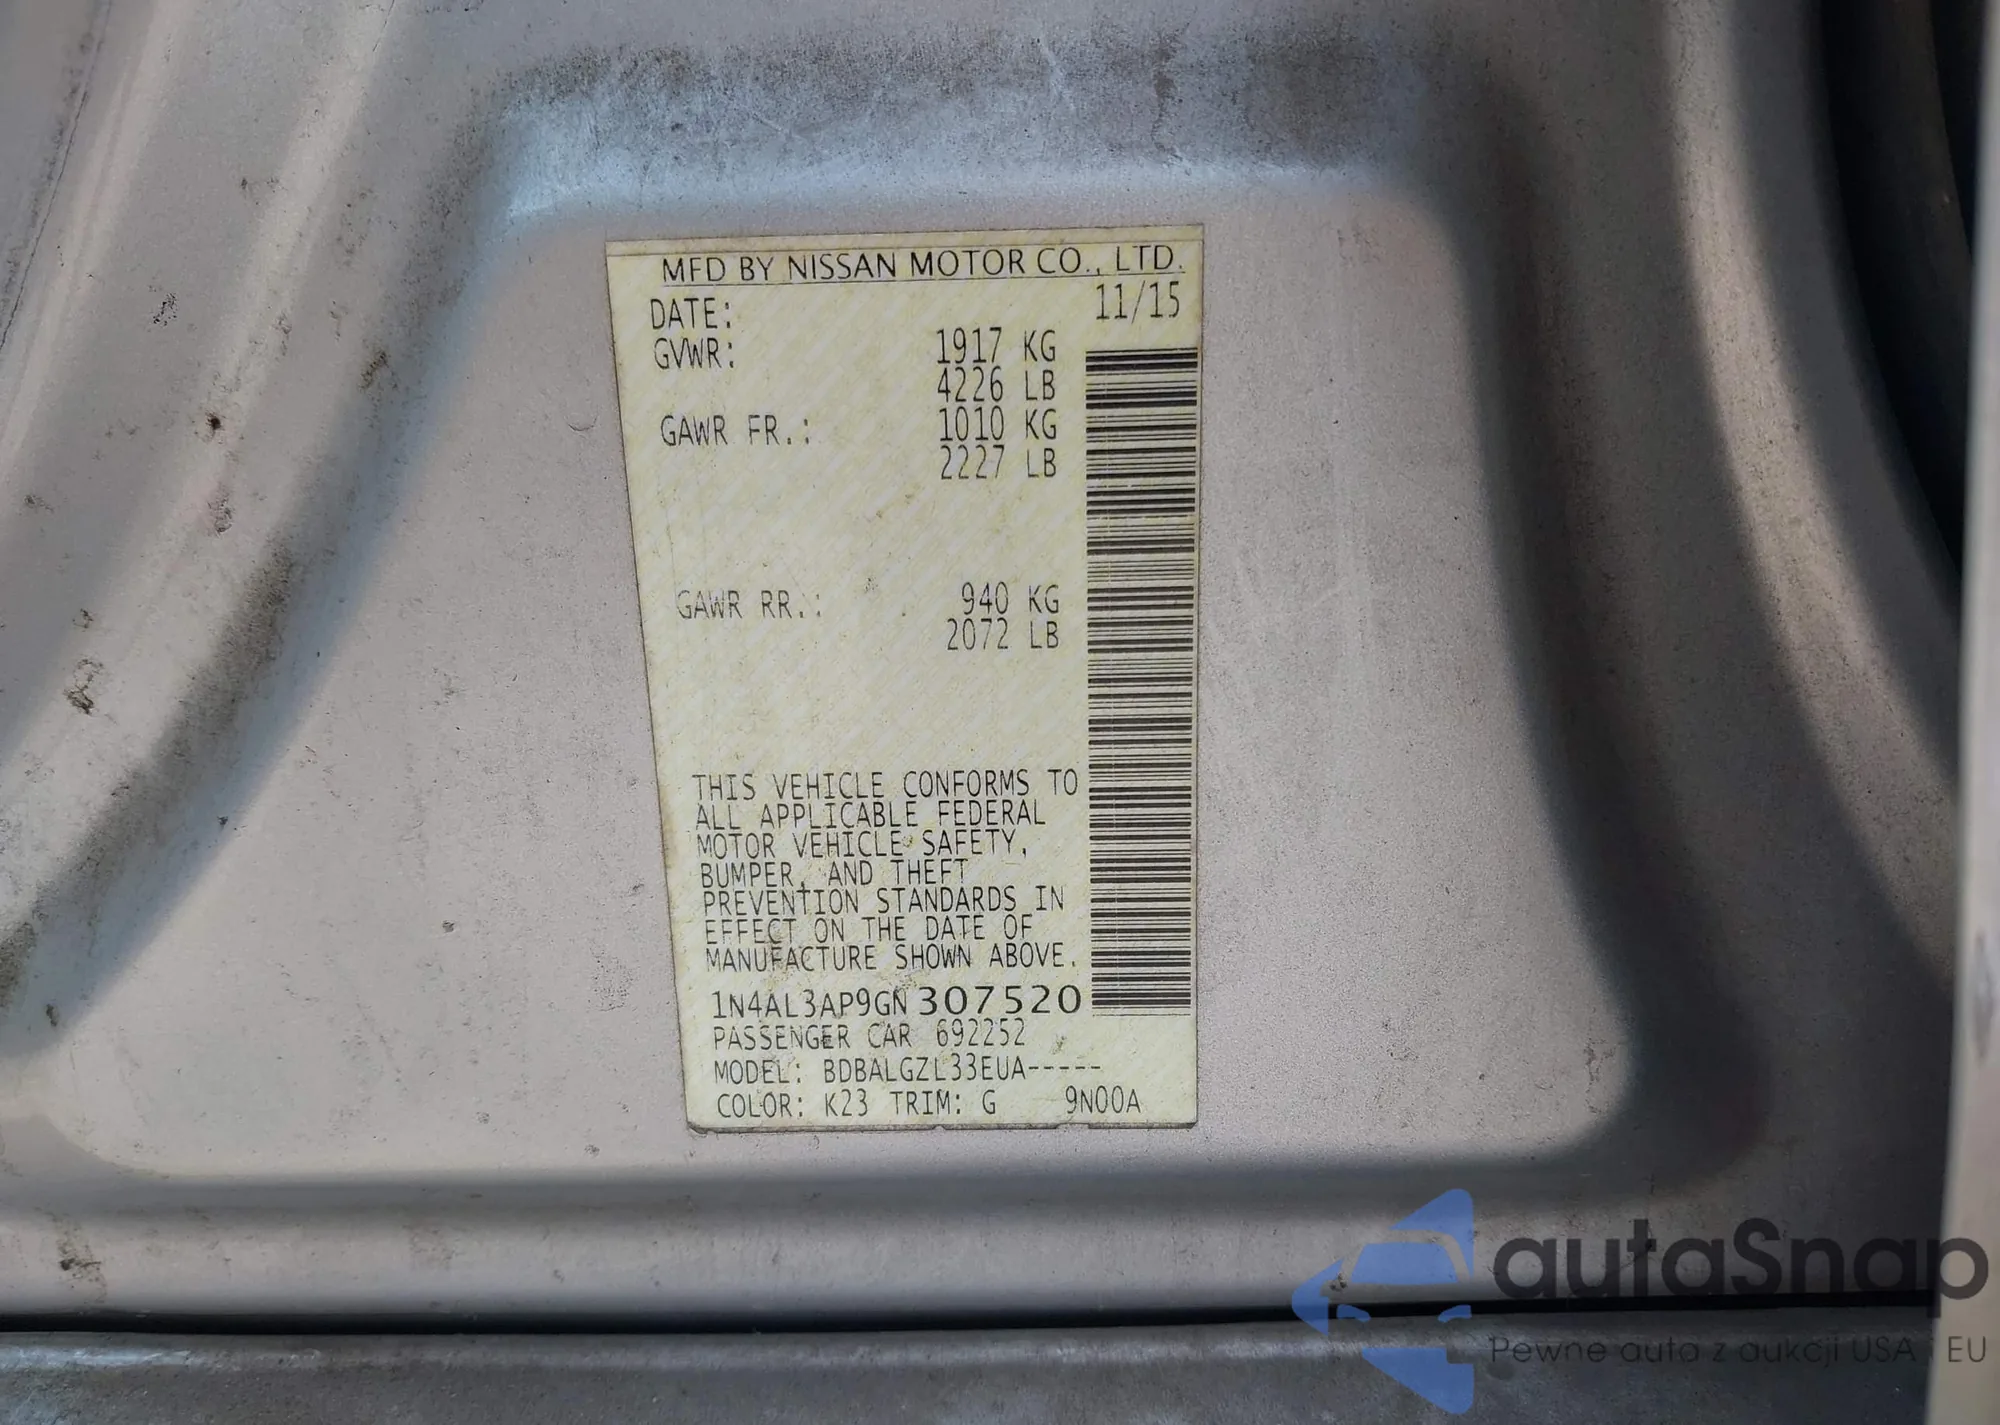 MFD BY NISSAN MOTOR CO., LTD.
DATE: 11/15
GVWR: 1917 KG
4226 LB
GAWR FR.: 1010 KG
2227 LB
GAWR RR.: 940 KG
2072 LB
THIS VEHICLE CONFORMS TO
ALL APPLICABLE FEDERAL
MOTOR VEHICLE SAFETY,
BUMPER, AND THEFT
PREVENTION STANDARDS IN
EFFECT ON THE DATE OF
MANUFACTURE SHOWN ABOVE.
1N4AL3AP9GN307520
PASSENGER CAR 692252
MODEL: BDBALGZL33EUA-----
COLOR: K23 TRIM: G 9N00A
autaSnap
Pewne auta z aukcji USA i EU